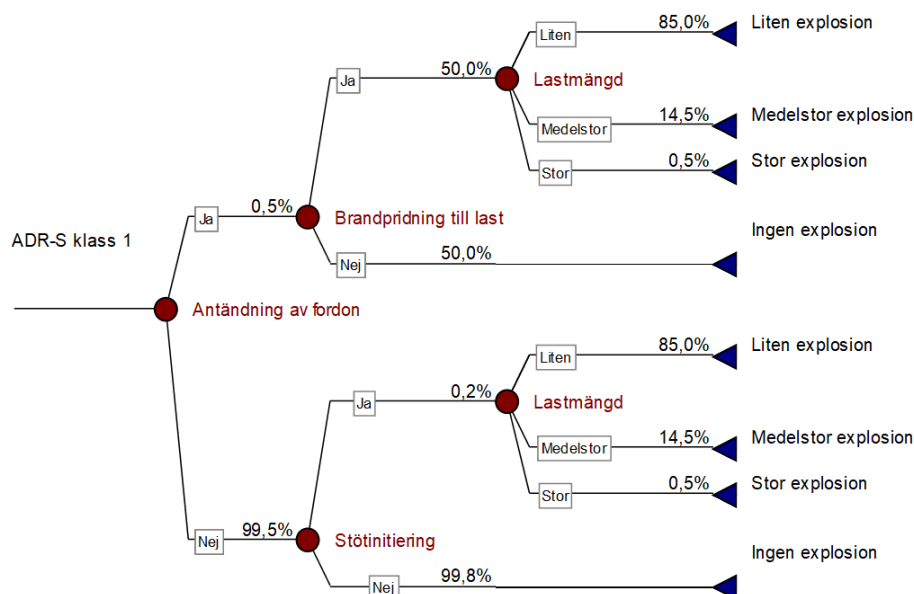 Liten 85,0% Liten explosion
Ja 50,0% Lastmängd
Medelstor 14,5% Medelstor explosion
Stor 0,5% Stor explosion
Ja 0,5% Brandpridning till last
ADR-S klass 1
Ingen explosion
Nej 50,0%
Antändning av fordon
Liten 85,0% Liten explosion
Ja 0,2% Lastmängd
Medelstor 14,5% Medelstor explosion
Stor 0,5% Stor explosion
Nej 99,5% Stötinitiering
Ingen explosion
Nej 99,8%